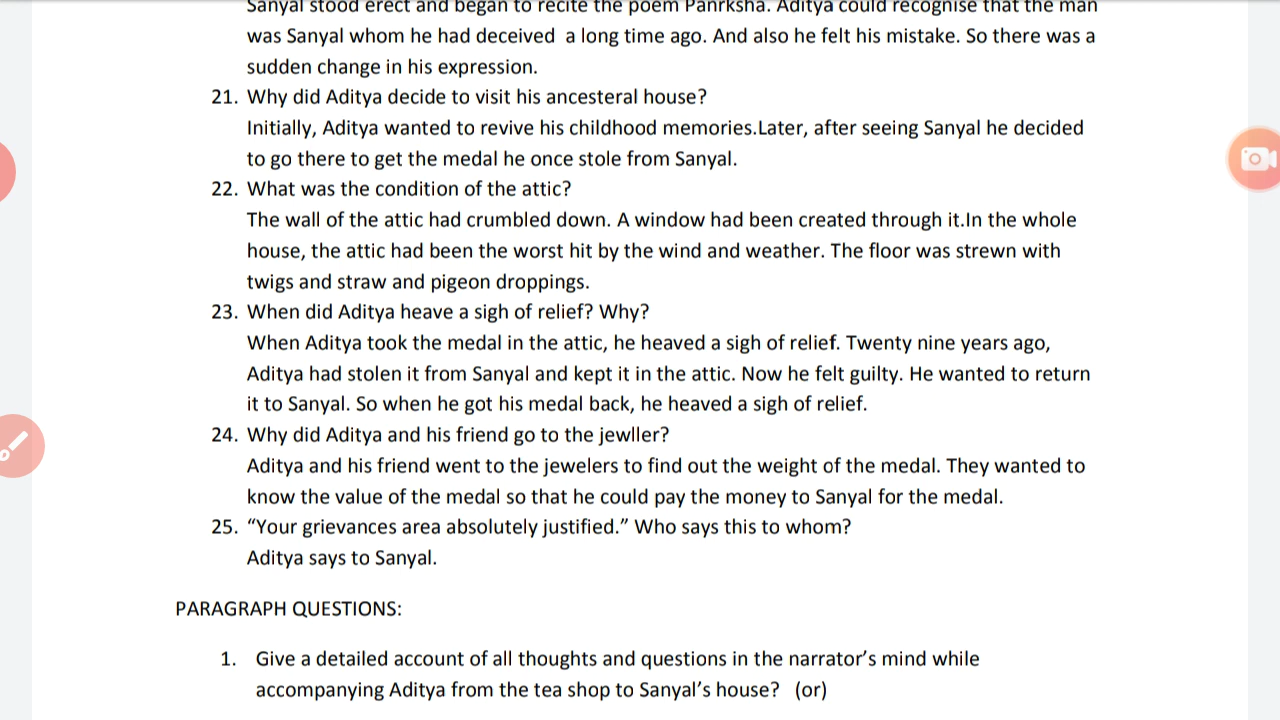 Sanyal stood erect and began to recite the poem Panrksha. Aditya could recognise that the man
was Sanyal whom he had deceived  a long time ago. And also he felt his mistake. So there was a
sudden change in his expression.
21. Why did Aditya decide to visit his ancesteral house?
Initially, Aditya wanted to revive his childhood memories.Later, after seeing Sanyal he decided
to go there to get the medal he once stole from Sanyal.
22. What was the condition of the attic?
The wall of the attic had crumbled down. A window had been created through it.In the whole
house, the attic had been the worst hit by the wind and weather. The floor was strewn with
twigs and straw and pigeon droppings.
23. When did Aditya heave a sigh of relief? Why?
When Aditya took the medal in the attic, he heaved a sigh of relief. Twenty nine years ago,
Aditya had stolen it from Sanyal and kept it in the attic. Now he felt guilty. He wanted to return
it to Sanyal. So when he got his medal back, he heaved a sigh of relief.
24. Why did Aditya and his friend go to the jewller?
Aditya and his friend went to the jewelers to find out the weight of the medal. They wanted to
know the value of the medal so that he could pay the money to Sanyal for the medal.
25. “Your grievances area absolutely justified.” Who says this to whom?
Aditya says to Sanyal.
PARAGRAPH QUESTIONS:
1. Give a detailed account of all thoughts and questions in the narrator’s mind while
accompanying Aditya from the tea shop to Sanyal’s house?  (or)